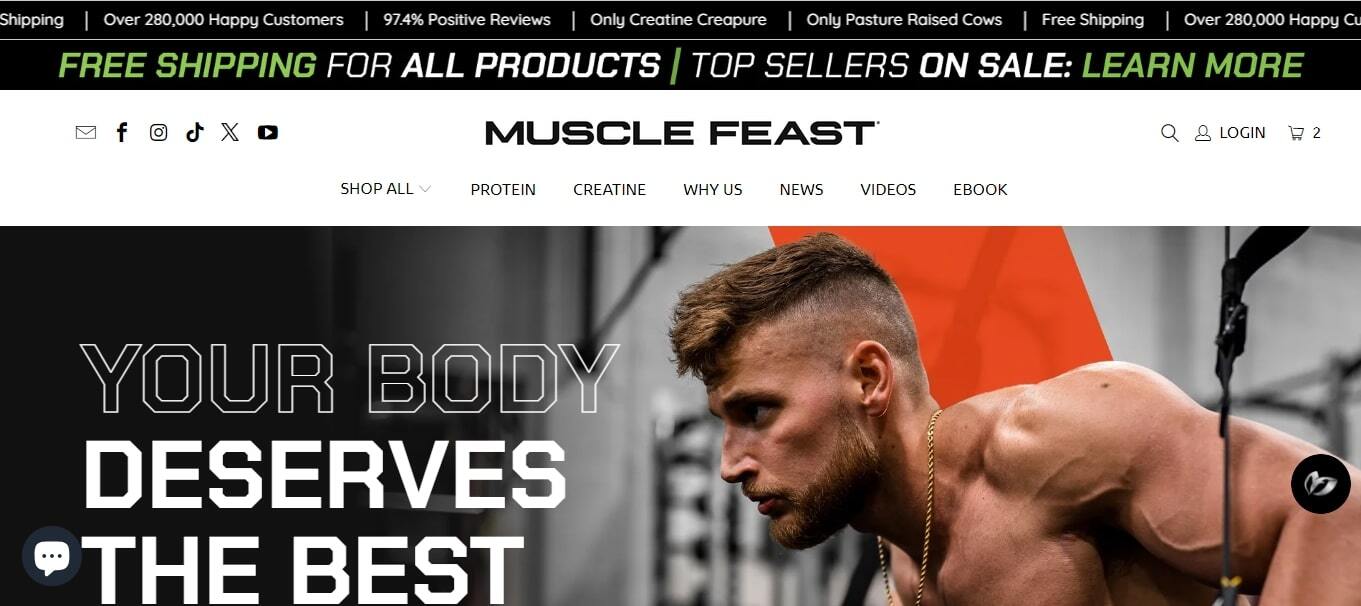 Shipping | Over 280,000 Happy Customers | 97.4% Positive Reviews | Only Creatine Creapure | Only Pasture Raised Cows | Free Shipping | Over 280,000 Happy Cu
FREE SHIPPING FOR ALL PRODUCTS | TOP SELLERS ON SALE: LEARN MORE
MUSCLE FEAST
LOGIN 2
SHOP ALL PROTEIN CREATINE WHY US NEWS VIDEOS EBOOK
YOUR BODY
DESERVES
THE BEST